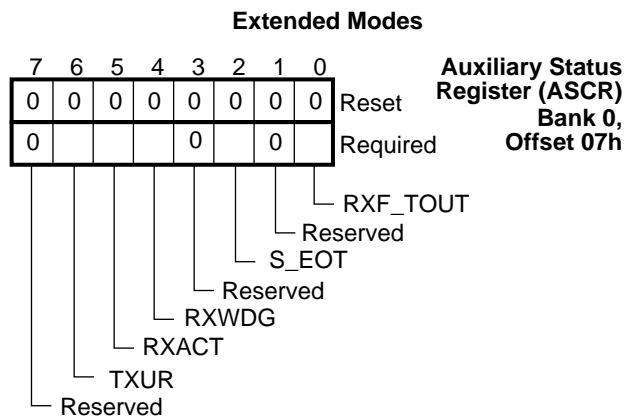 Extended Modes
7 6 5 4 3 2 1 0
Auxiliary Status
Register (ASCR)
Bank 0,
Offset 07h
0 0 0 0 0 0 0 0 Reset
0 0 0 Required
RXF_TOUT
Reserved
S_EOT
Reserved
RXWDG
RXACT
TXUR
Reserved